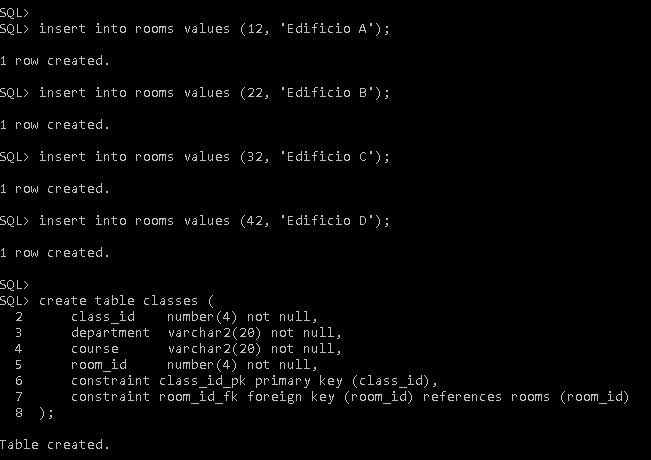 SQL>
SQL> insert into rooms values (12, 'Edificio A');
1 row created.
SQL> insert into rooms values (22, 'Edificio B');
1 row created.
SQL> insert into rooms values (32, 'Edificio C');
1 row created.
SQL> insert into rooms values (42, 'Edificio D');
1 row created.
SQL>
SQL> create table classes (
2 class_id number(4) not null,
3 department varchar2(20) not null,
4 course varchar2(20) not null,
5 room_id number(4) not null,
6 constraint class_id_pk primary key (class_id),
7 constraint room_id_fk foreign key (room_id) references rooms (room_id)
8 );
Table created.